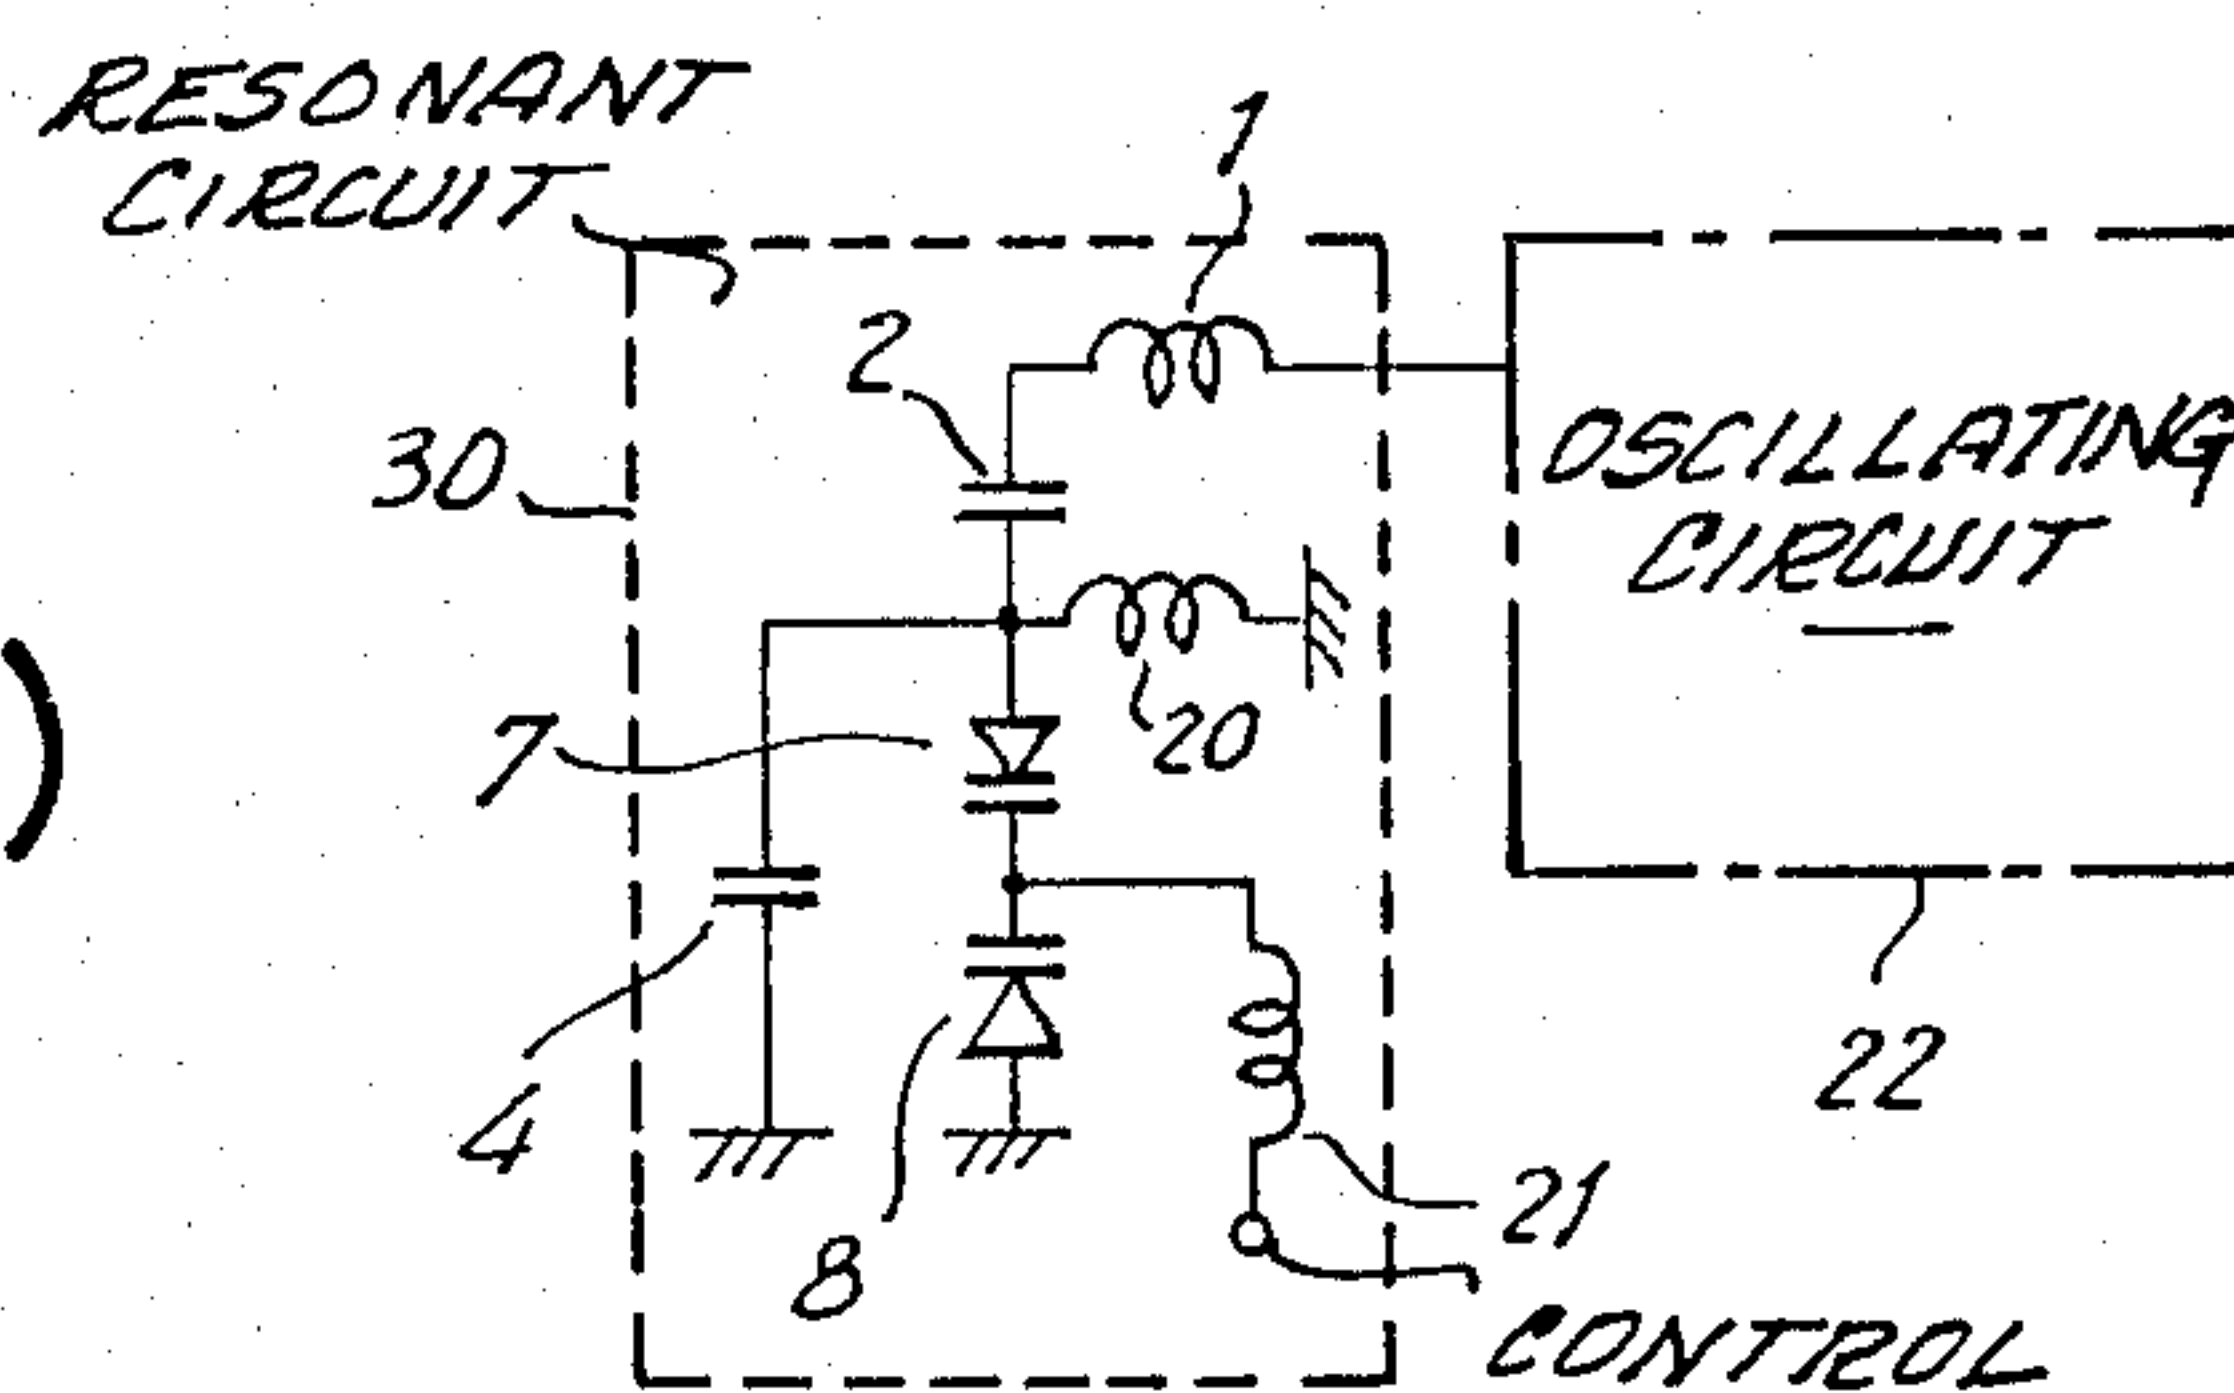 RESONANT
CIRCUIT
1
2
30
OSCILLATING
CIRCUIT
7
20
4
22
21
8
CONTROL